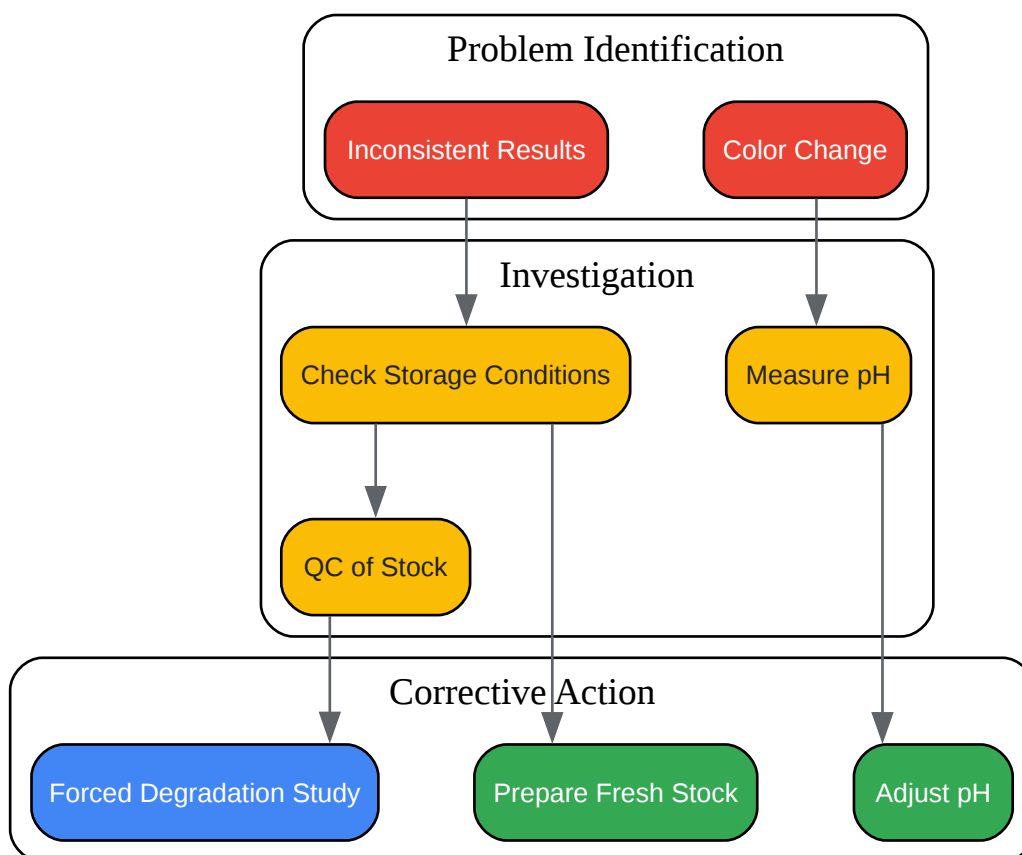 Problem Identification
Inconsistent Results
Color Change
Investigation
Check Storage Conditions
Measure pH
QC of Stock
Corrective Action
Forced Degradation Study
Prepare Fresh Stock
Adjust pH